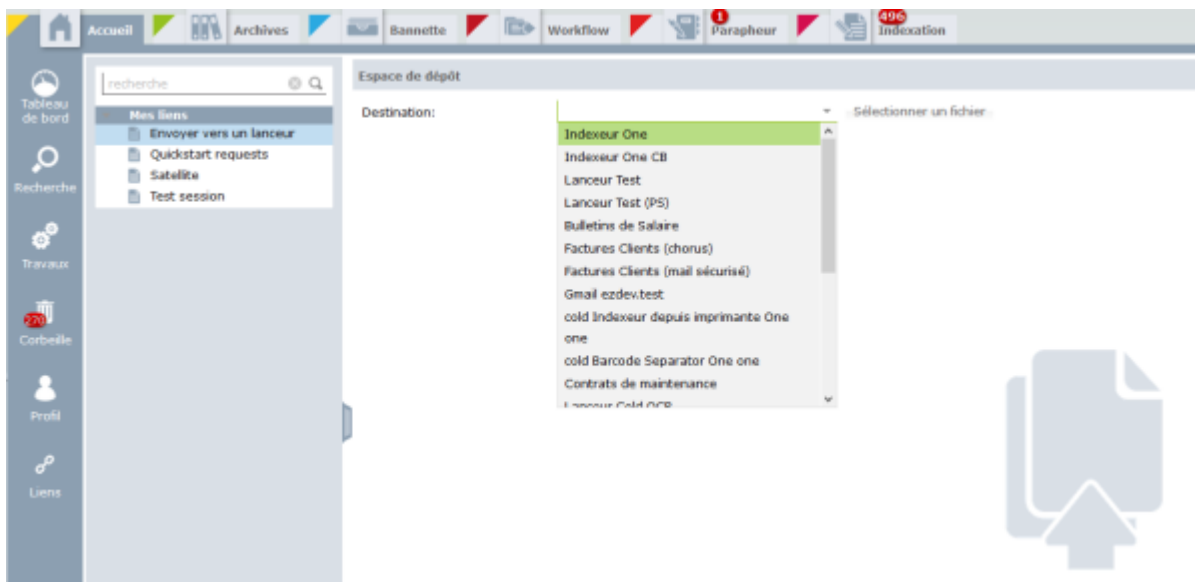 Accueil
Archives
Bannette
Workflow
1
Parapheur
496
Indexation
Tableau
de bord
Recherche
Travaux
270
Corbeille
Profil
Liens
recherche
Mes liens
Envoyer vers un lanceur
Quickstart requests
Satellite
Test session
Espace de dépôt
Destination:
Sélectionner un fichier
Indexeur One
Indexeur One CB
Lanceur Test
Lanceur Test (PS)
Bulletins de Salaire
Factures Clients (chorus)
Factures Clients (mail sécurisé)
Gmail ezdev.test
cold Indexeur depuis imprimante One
one
cold Barcode Separator One one
Contrats de maintenance
Lanceur Cold OCR